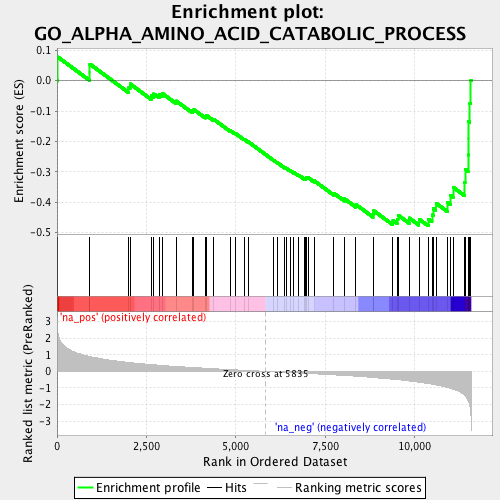 Enrichment plot:
GO_ALPHA_AMINO_ACID_CATABOLIC_PROCESS
Enrichment score (ES)
0.1
0.0
-0.1
-0.2
-0.3
-0.4
-0.5
'na_pos' (positively correlated)
Ranked list metric (PreRanked)
3
2
1
0
-1
-2
-3
Zero cross at 5835
'na_neg' (negatively correlated)
0
2,500
5,000
7,500
10,000
Rank in Ordered Dataset
Enrichment profile
Hits
Ranking metric scores